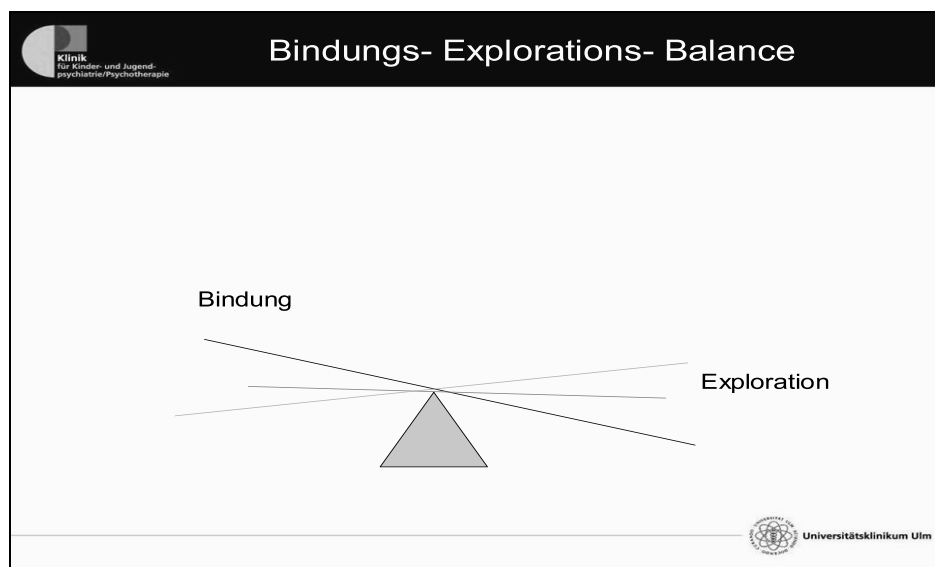 Klinik
für Kinder- und Jugend-
psychiatrie/Psychotherapie
Bindungs- Explorations- Balance
Bindung
Exploration
Universitätsklinikum Ulm